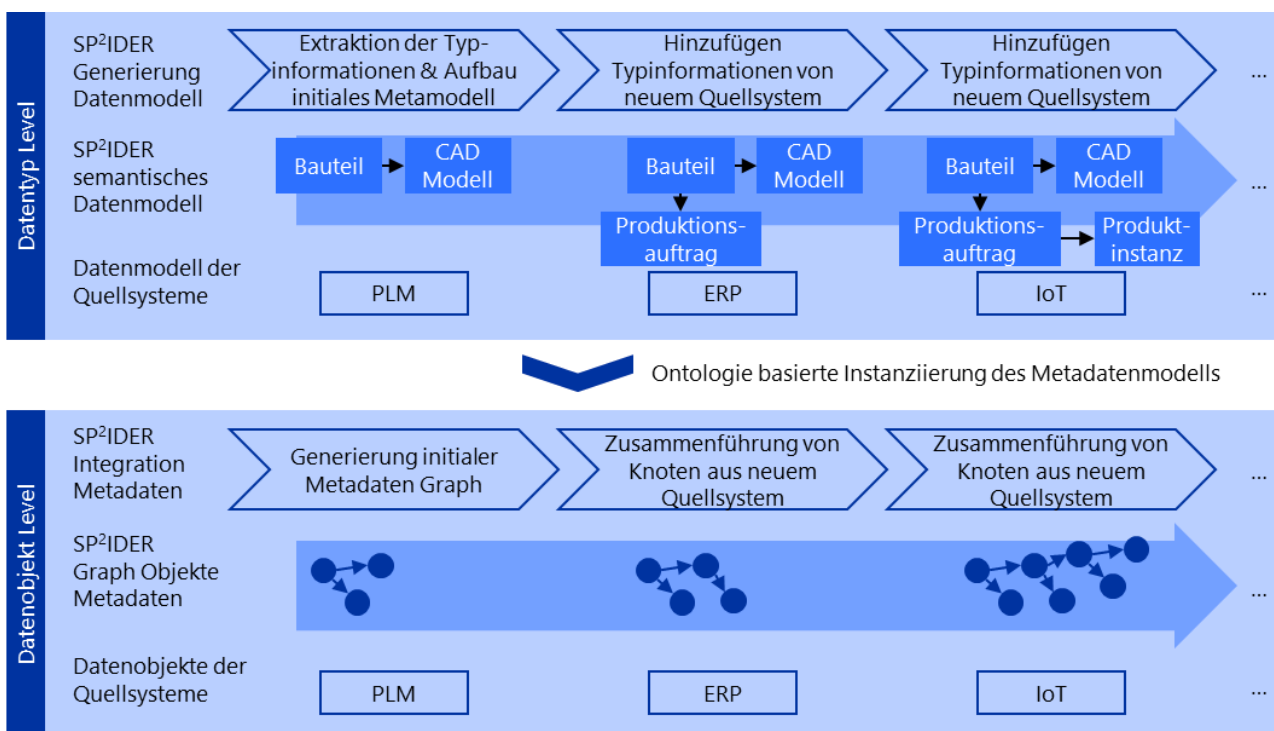 Datentyp Level
SP²IDER
Generierung
Datenmodell
Extraktion der Typ-
informationen & Aufbau
initiales Metamodell
Hinzufügen
Typinformationen von
neuem Quellsystem
Hinzufügen
Typinformationen von
neuem Quellsystem
...
SP²IDER
semantisches
Datenmodell
Bauteil
CAD
Modell
Bauteil
CAD
Modell
Produktions-
auftrag
Bauteil
CAD
Modell
Produktions-
auftrag
Produkt-
instanz
...
Datenmodell der
Quellsysteme
PLM
ERP
IoT
...
Ontologie basierte Instanziierung des Metadatenmodells
Datenobjekt Level
SP²IDER
Integration
Metadaten
Generierung initialer
Metadaten Graph
Zusammenführung von
Knoten aus neuem
Quellsystem
Zusammenführung von
Knoten aus neuem
Quellsystem
...
SP²IDER
Graph Objekte
Metadaten
...
Datenobjekte der
Quellsysteme
PLM
ERP
IoT
...